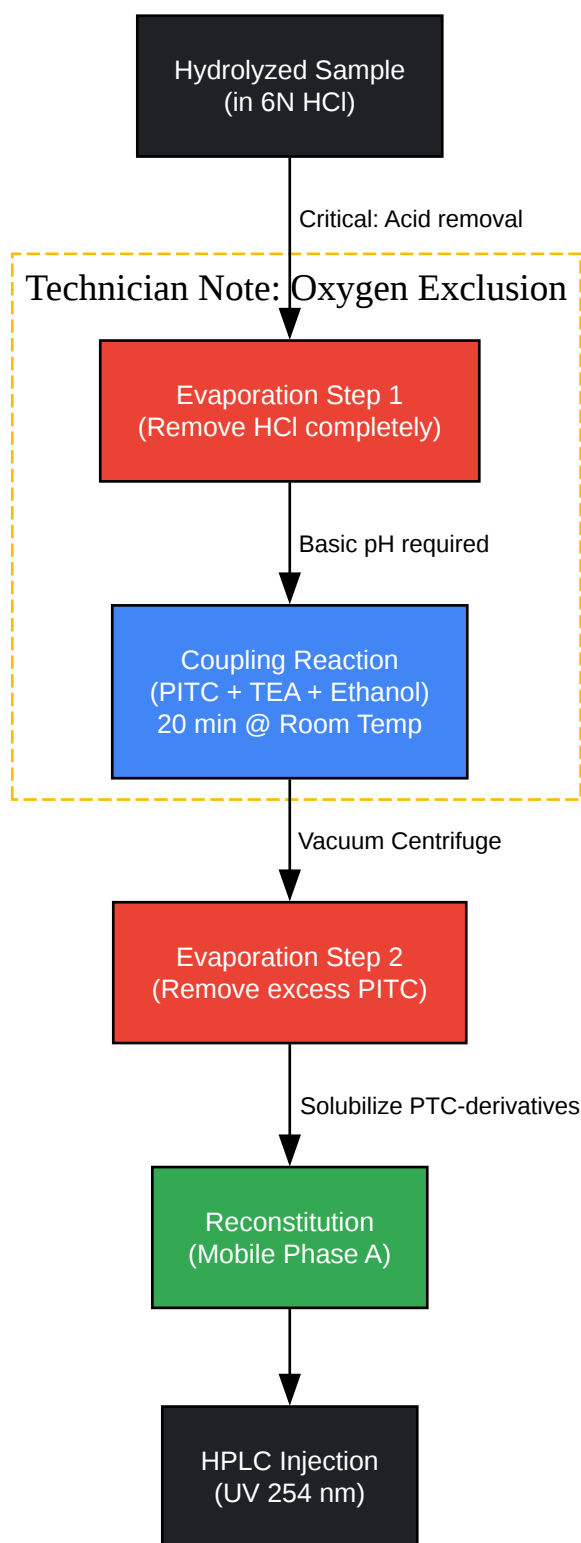 Hydrolyzed Sample
(in 6N HCl)
Critical: Acid removal
Technician Note: Oxygen Exclusion
Evaporation Step 1
(Remove HCl completely)
Basic pH required
Coupling Reaction
(PITC + TEA + Ethanol)
20 min @ Room Temp
Vacuum Centrifuge
Evaporation Step 2
(Remove excess PITC)
Solubilize PTC-derivatives
Reconstitution
(Mobile Phase A)
HPLC Injection
(UV 254 nm)